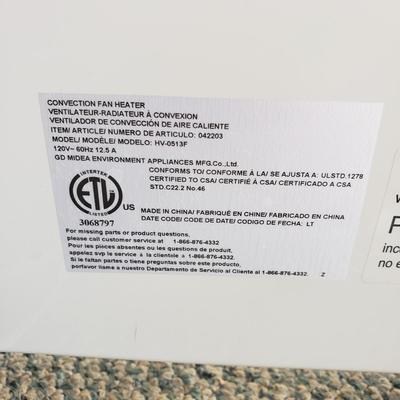 CONVECTION FAN HEATER
VENTILATEUR-RADIATEUR À CONVEXION
VENTILADOR DE CONVECCIÓN DE AIRE CALIENTE
ITEM/ ARTICLE/ NUMERO DE ARTICULO: 042203
MODEL/ MODÈLE/ MODELO: HV-0513F
120V~ 60Hz 12.5 A
GD MIDEA ENVIRONMENT APPLIANCES MFG.Co.,Ltd.
CONFORMS TO/ CONFORME À LA/ SE AJUSTA A: ULSTD.1278
CERTIFIED TO CSA/ CERTIFIÉ À CSA/ CERTIFICADO A CSA
STD.C22.2 No.46
INTERTEK
ETL
LISTED
US
3068797
MADE IN CHINA/ FABRIQUÉ EN CHINE/ FABRICADO EN CHINA
DATE CODE/ CODE DE DATE/ CODIGO DE FECHA: LT
For missing parts or product questions,
please call customer service at 1-866-876-4332
Pour les pièces absentes ou les questions de produit,
appelez svp le service à la clientèle à 1-866-876-4332.
Si le faltan partes o tiene preguntas sobre este producto,
porfavor llame a nuestro Departamento de Servicio al Cliente al 1-866-876-4332. Z